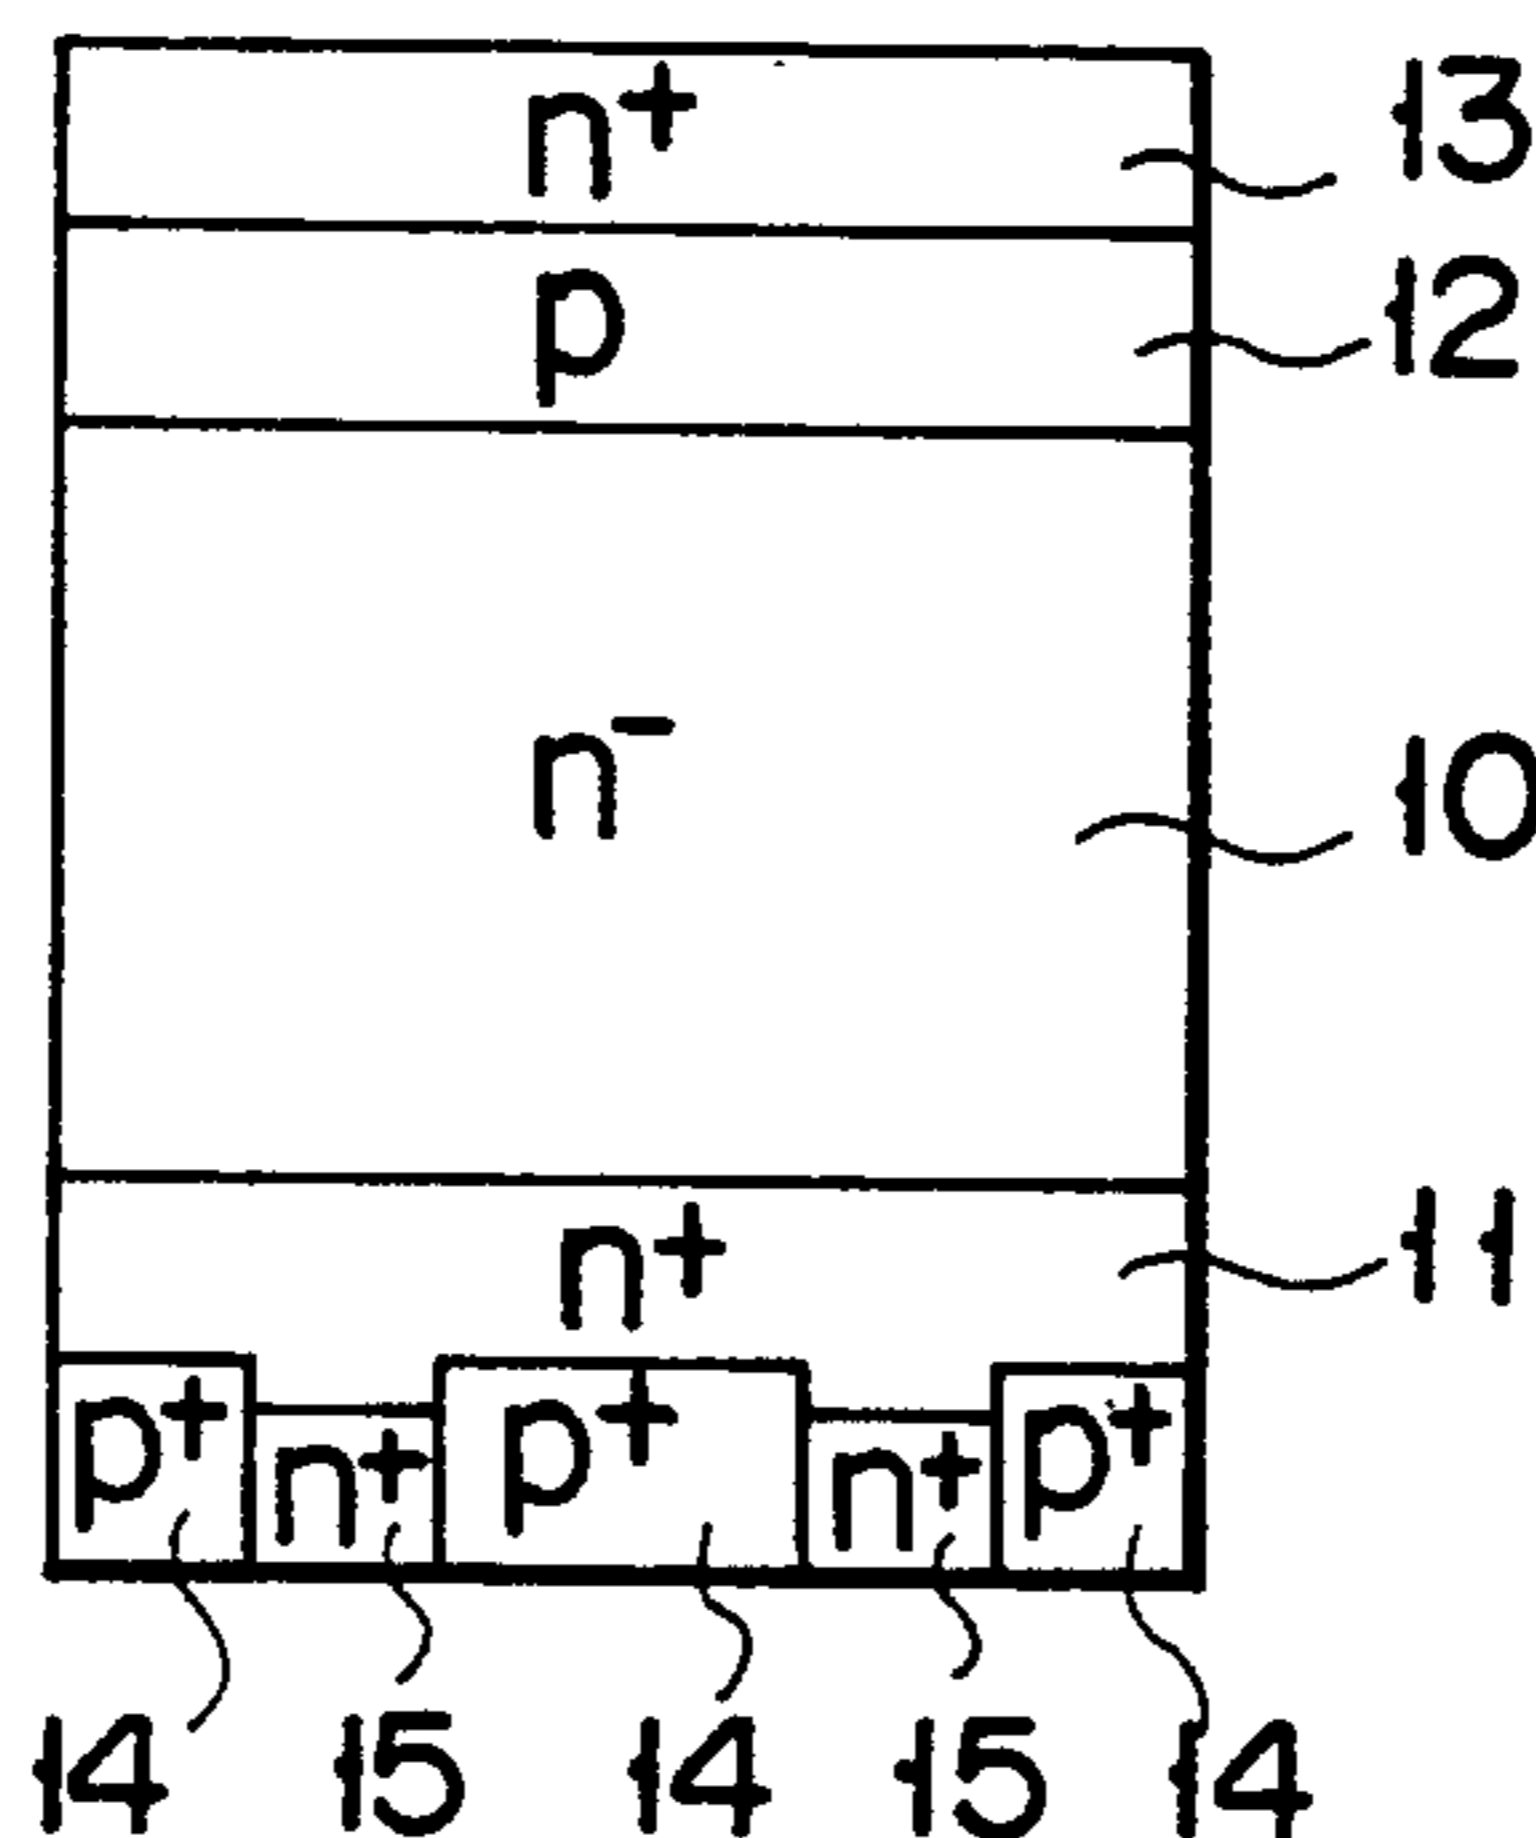 n⁺ 13
p 12
n⁻ 10
n⁺ 11
p⁺ n⁺ p⁺ n⁺ p⁺
14 15 14 15 14